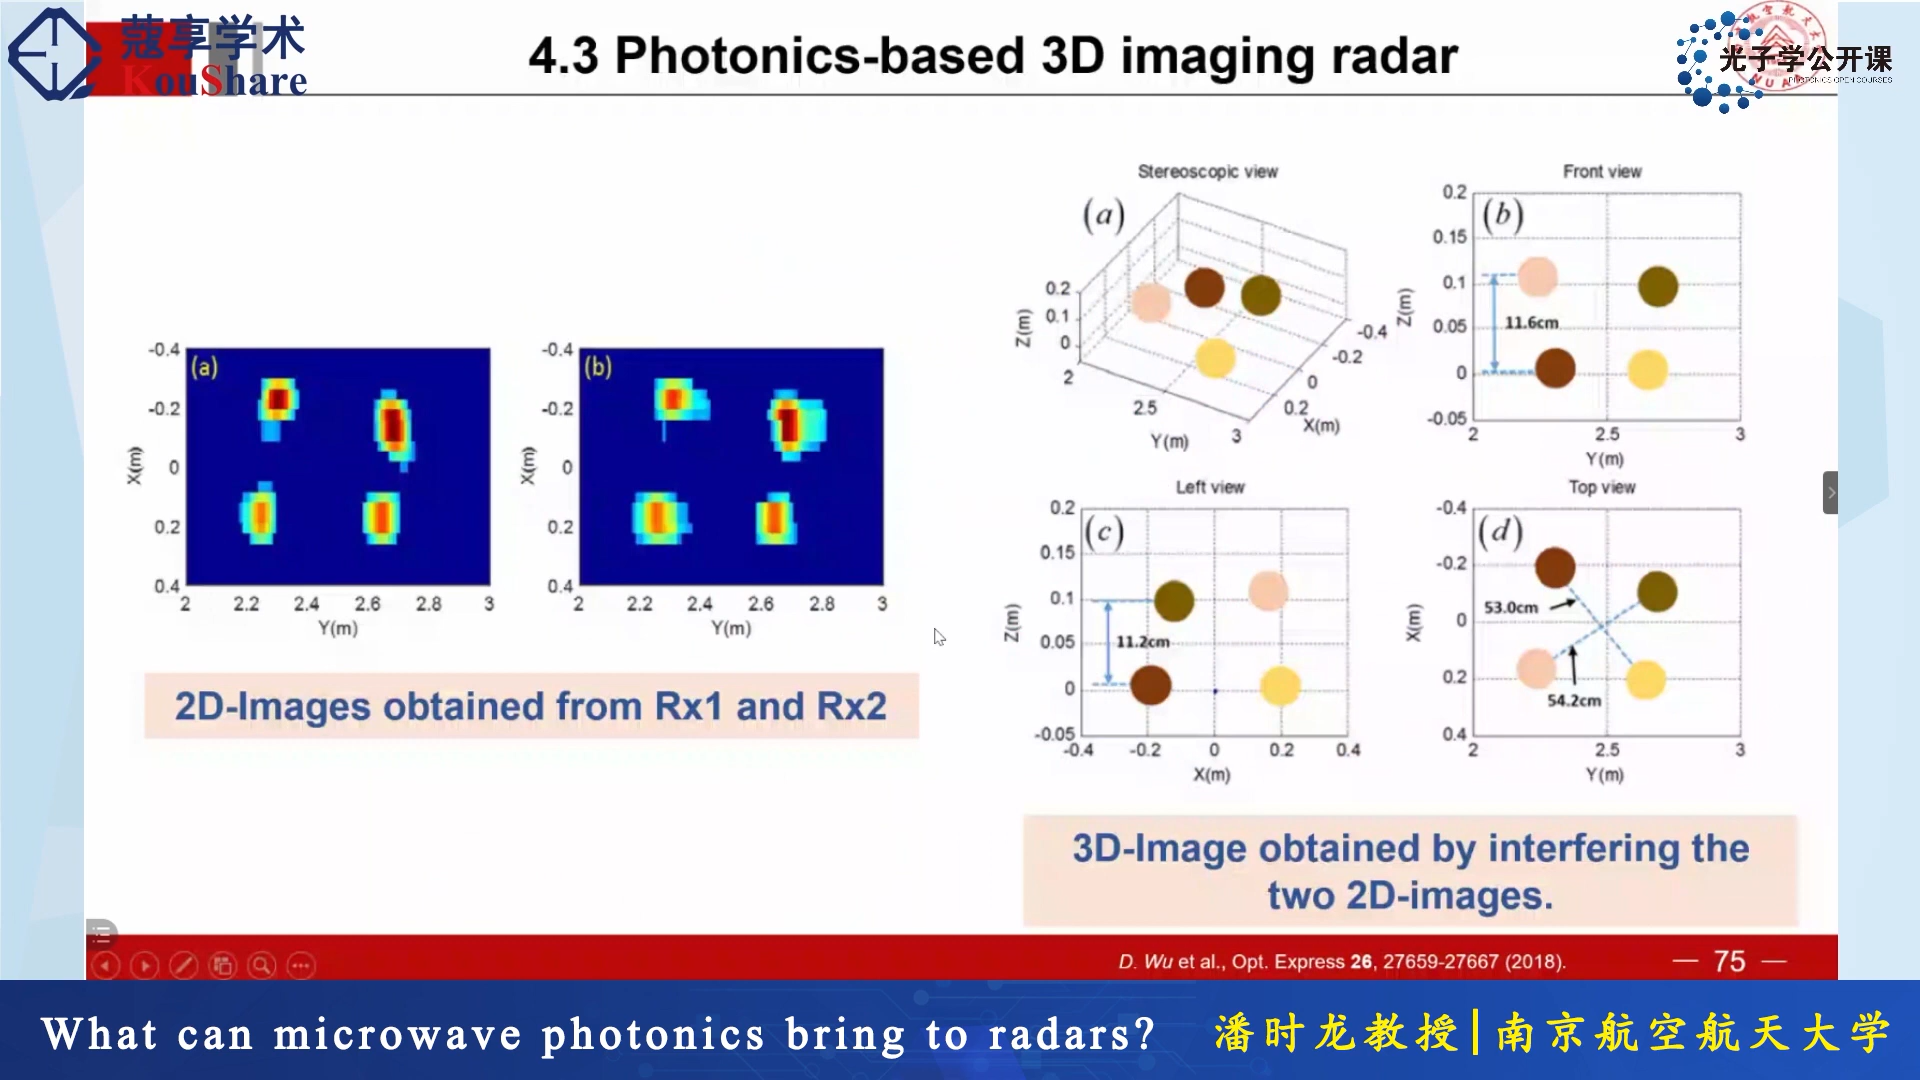 蔻享学术
KouShare
4.3 Photonics-based 3D imaging radar
光子学公开课
PHOTONICS OPEN COURSES
(a)
-0.4
-0.2
0
0.2
0.4
X(m)
2 2.2 2.4 2.6 2.8 3
Y(m)
(b)
-0.4
-0.2
0
0.2
0.4
X(m)
2 2.2 2.4 2.6 2.8 3
Y(m)
2D-Images obtained from Rx1 and Rx2
Stereoscopic view
(a)
0.2
0.1
0
Z(m)
2
2.5
3
Y(m)
-0.4
-0.2
0
0.2
X(m)
Front view
(b)
0.2
0.15
0.1
0.05
0
-0.05
Z(m)
11.6cm
2 2.5 3
Y(m)
Left view
(c)
0.2
0.15
0.1
0.05
0
-0.05
Z(m)
11.2cm
-0.4 -0.2 0 0.2 0.4
X(m)
Top view
(d)
-0.4
-0.2
0
0.2
0.4
X(m)
53.0cm
54.2cm
2 2.5 3
Y(m)
3D-Image obtained by interfering the
two 2D-images.
D. Wu et al., Opt. Express 26, 27659-27667 (2018).
— 75 —
What can microwave photonics bring to radars?
潘时龙教授|南京航空航天大学